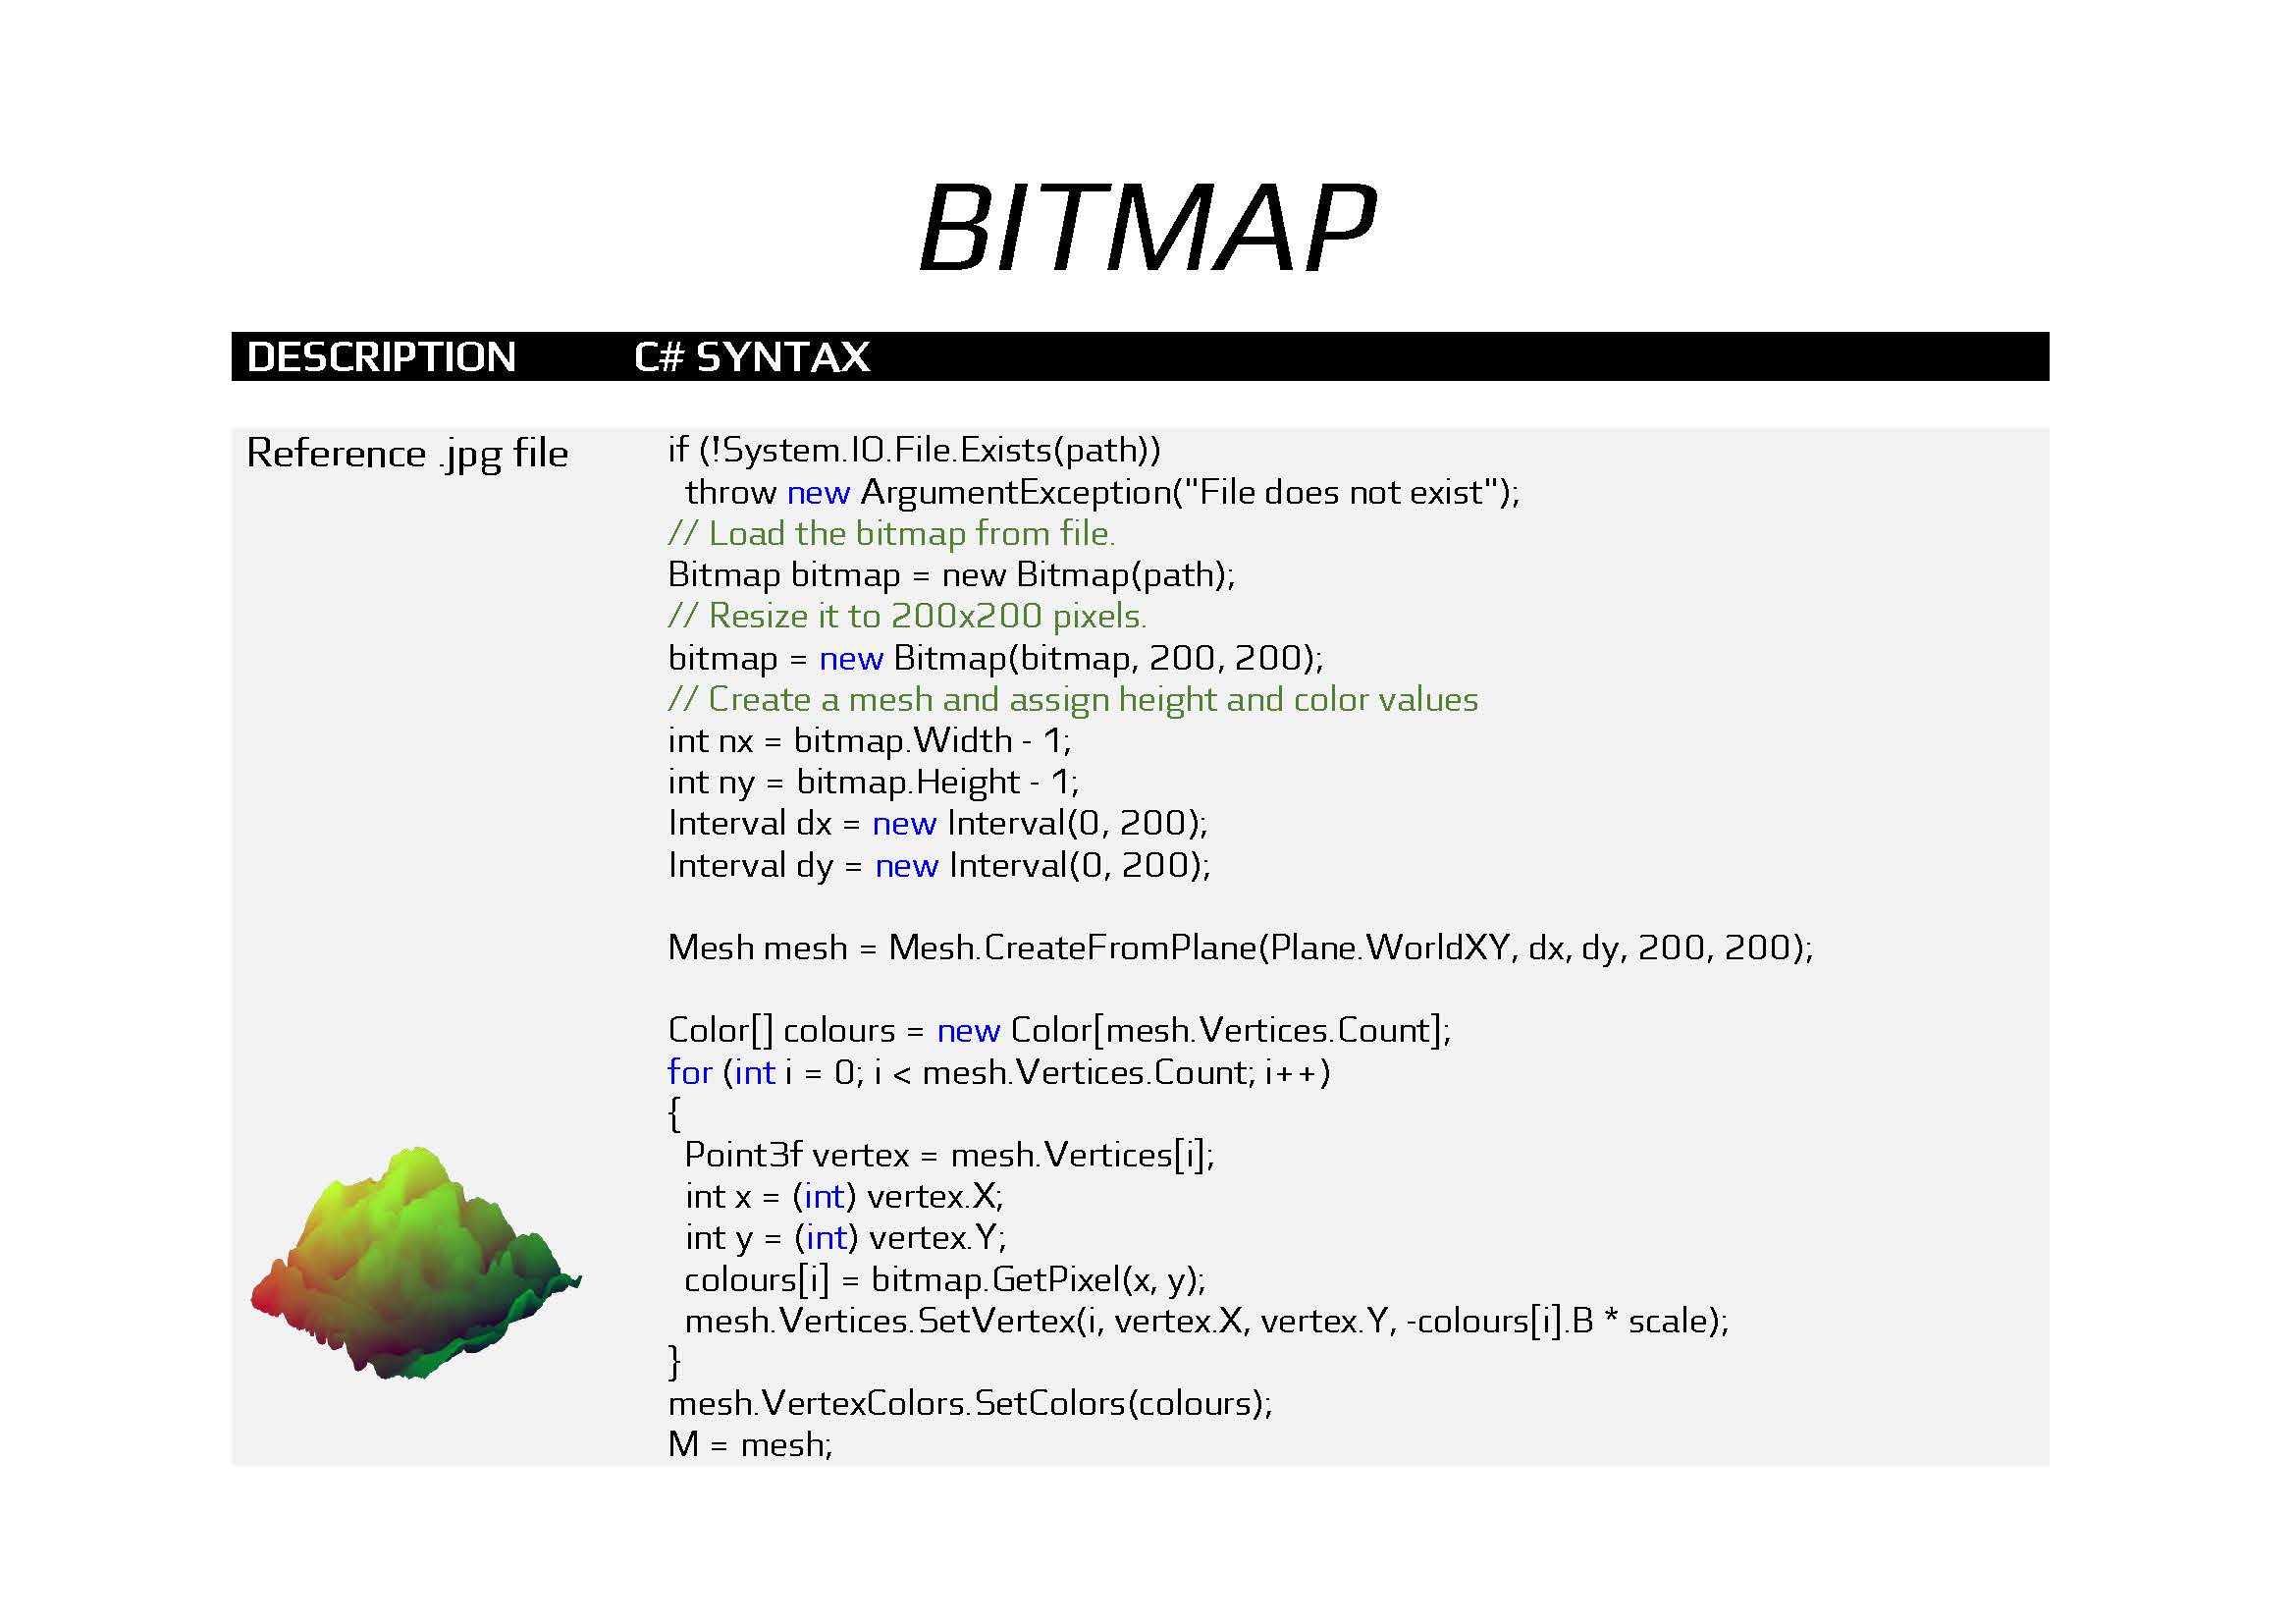 BITMAP
DESCRIPTION C# SYNTAX
Reference .jpg file
if (!System.IO.File.Exists(path))
throw new ArgumentException("File does not exist");
// Load the bitmap from file.
Bitmap bitmap = new Bitmap(path);
// Resize it to 200x200 pixels.
bitmap = new Bitmap(bitmap, 200, 200);
// Create a mesh and assign height and color values
int nx = bitmap.Width - 1;
int ny = bitmap.Height - 1;
Interval dx = new Interval(0, 200);
Interval dy = new Interval(0, 200);
Mesh mesh = Mesh.CreateFromPlane(Plane.WorldXY, dx, dy, 200, 200);
Color[] colours = new Color[mesh.Vertices.Count];
for (int i = 0; i < mesh.Vertices.Count; i++)
{
Point3f vertex = mesh.Vertices[i];
int x = (int) vertex.X;
int y = (int) vertex.Y;
colours[i] = bitmap.GetPixel(x, y);
mesh.Vertices.SetVertex(i, vertex.X, vertex.Y, -colours[i].B * scale);
}
mesh.VertexColors.SetColors(colours);
M = mesh;